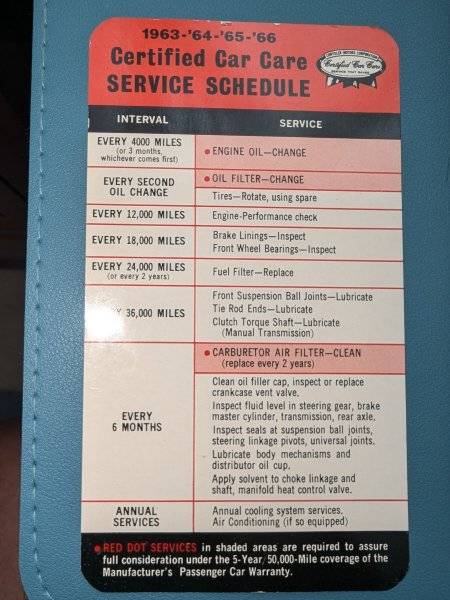 1963-'64-'65-'66
Certified Car Care
SERVICE SCHEDULE
CHRYSLER MOTORS CORPORATION
Certified Car Care
SERVICE THAT SAVES
INTERVAL
SERVICE
EVERY 4000 MILES
(or 3 months,
whichever comes first)
• ENGINE OIL—CHANGE
EVERY SECOND
OIL CHANGE
• OIL FILTER—CHANGE
Tires—Rotate, using spare
EVERY 12,000 MILES
Engine-Performance check
EVERY 18,000 MILES
Brake Linings—Inspect
Front Wheel Bearings—Inspect
EVERY 24,000 MILES
(or every 2 years)
Fuel Filter—Replace
36,000 MILES
Front Suspension Ball Joints—Lubricate
Tie Rod Ends—Lubricate
Clutch Torque Shaft—Lubricate
(Manual Transmission)
EVERY
6 MONTHS
• CARBURETOR AIR FILTER—CLEAN
(replace every 2 years)
Clean oil filler cap, inspect or replace
crankcase vent valve.
Inspect fluid level in steering gear, brake
master cylinder, transmission, rear axle.
Inspect seals at suspension ball joints,
steering linkage pivots, universal joints.
Lubricate body mechanisms and
distributor oil cup.
Apply solvent to choke linkage and
shaft, manifold heat control valve.
ANNUAL
SERVICES
Annual cooling system services.
Air Conditioning (if so equipped)
• RED DOT SERVICES in shaded areas are required to assure
full consideration under the 5-Year/50,000-Mile coverage of the
Manufacturer's Passenger Car Warranty.